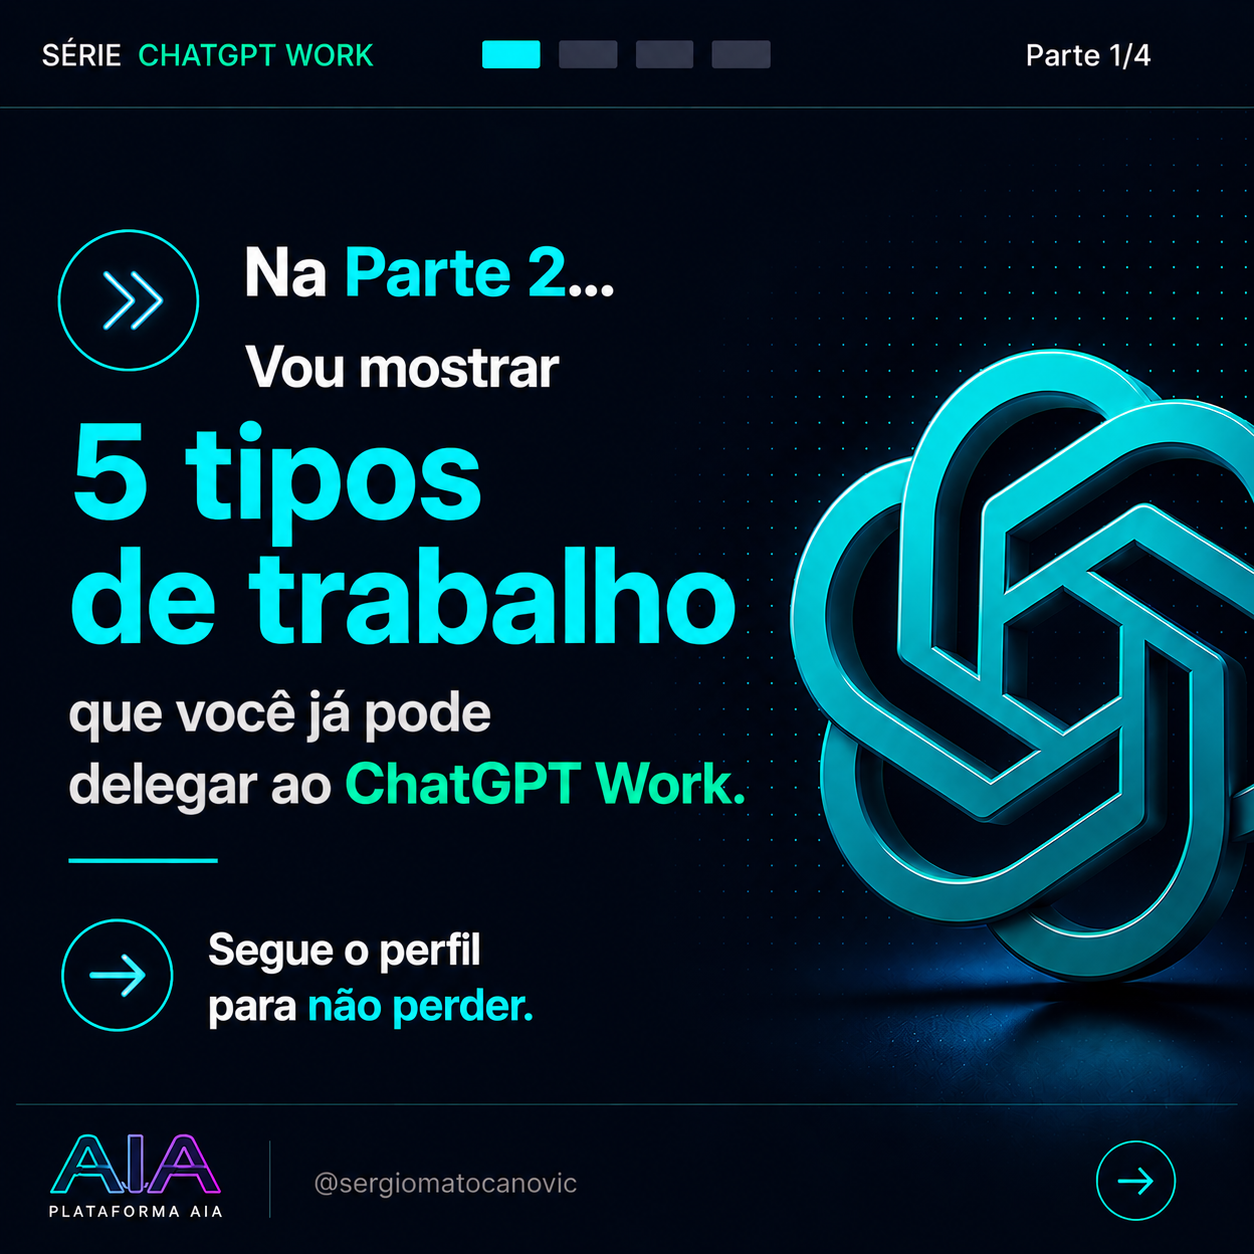 SÉRIE CHATGPT WORK
Parte 1/4
Na Parte 2...
Vou mostrar
5 tipos
de trabalho
que você já pode
delegar ao ChatGPT Work.
Segue o perfil
para não perder.
AIA
PLATAFORMA AIA
@sergiomatocanovic